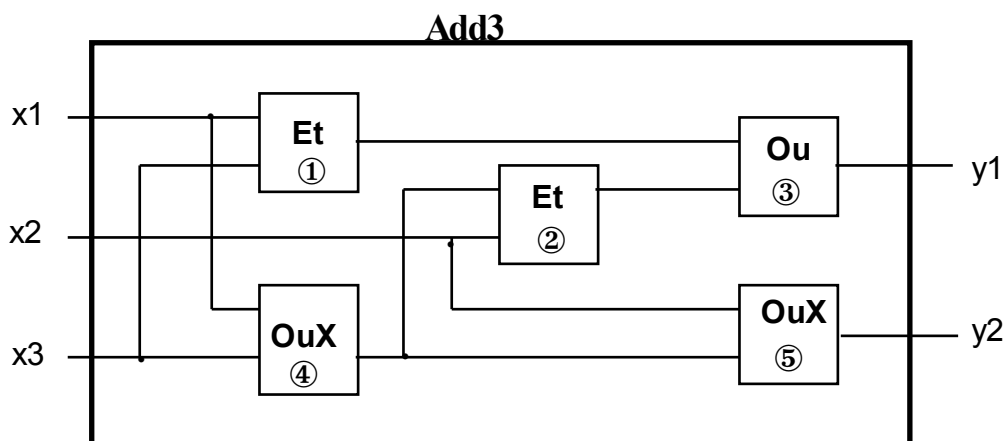 Add3
x1
Et
①
Ou
③
y1
Et
②
x2
OuX
④
x3
OuX
⑤
y2